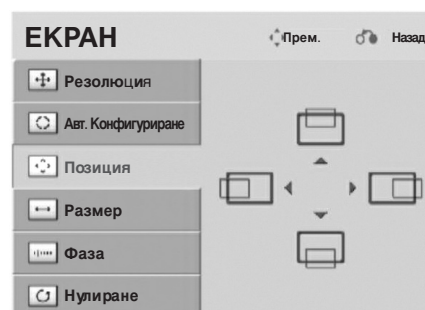 ЕКРАН
Прем. Назад
Резолюция
Авт. Конфигуриране
Позиция
Размер
Фаза
Нулиране